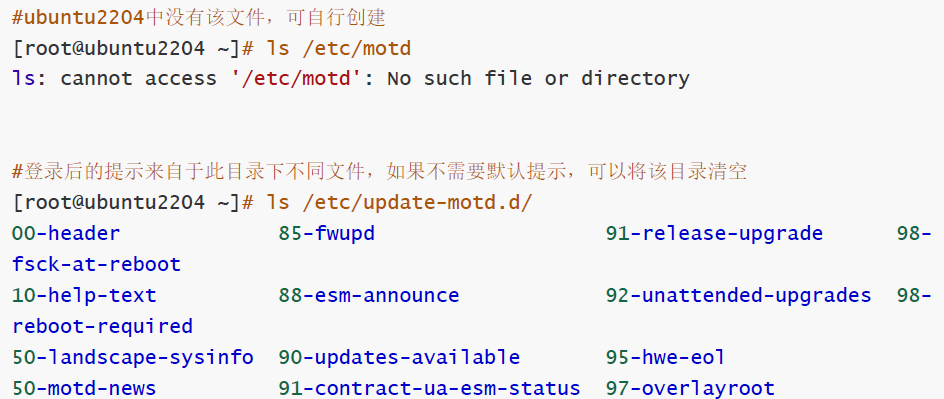 #ubuntu2204中没有该文件，可自行创建
[root@ubuntu2204 ~]# ls /etc/motd
ls: cannot access '/etc/motd': No such file or directory
#登录后的提示来自于此目录下不同文件，如果不需要默认提示，可以将该目录清空
[root@ubuntu2204 ~]# ls /etc/update-motd.d/
00-header 85-fwupd 91-release-upgrade 98-
fsck-at-reboot
10-help-text 88-esm-announce 92-unattended-upgrades 98-
reboot-required
50-landscape-sysinfo 90-updates-available 95-hwe-eol
50-motd-news 91-contract-ua-esm-status 97-overlayroot